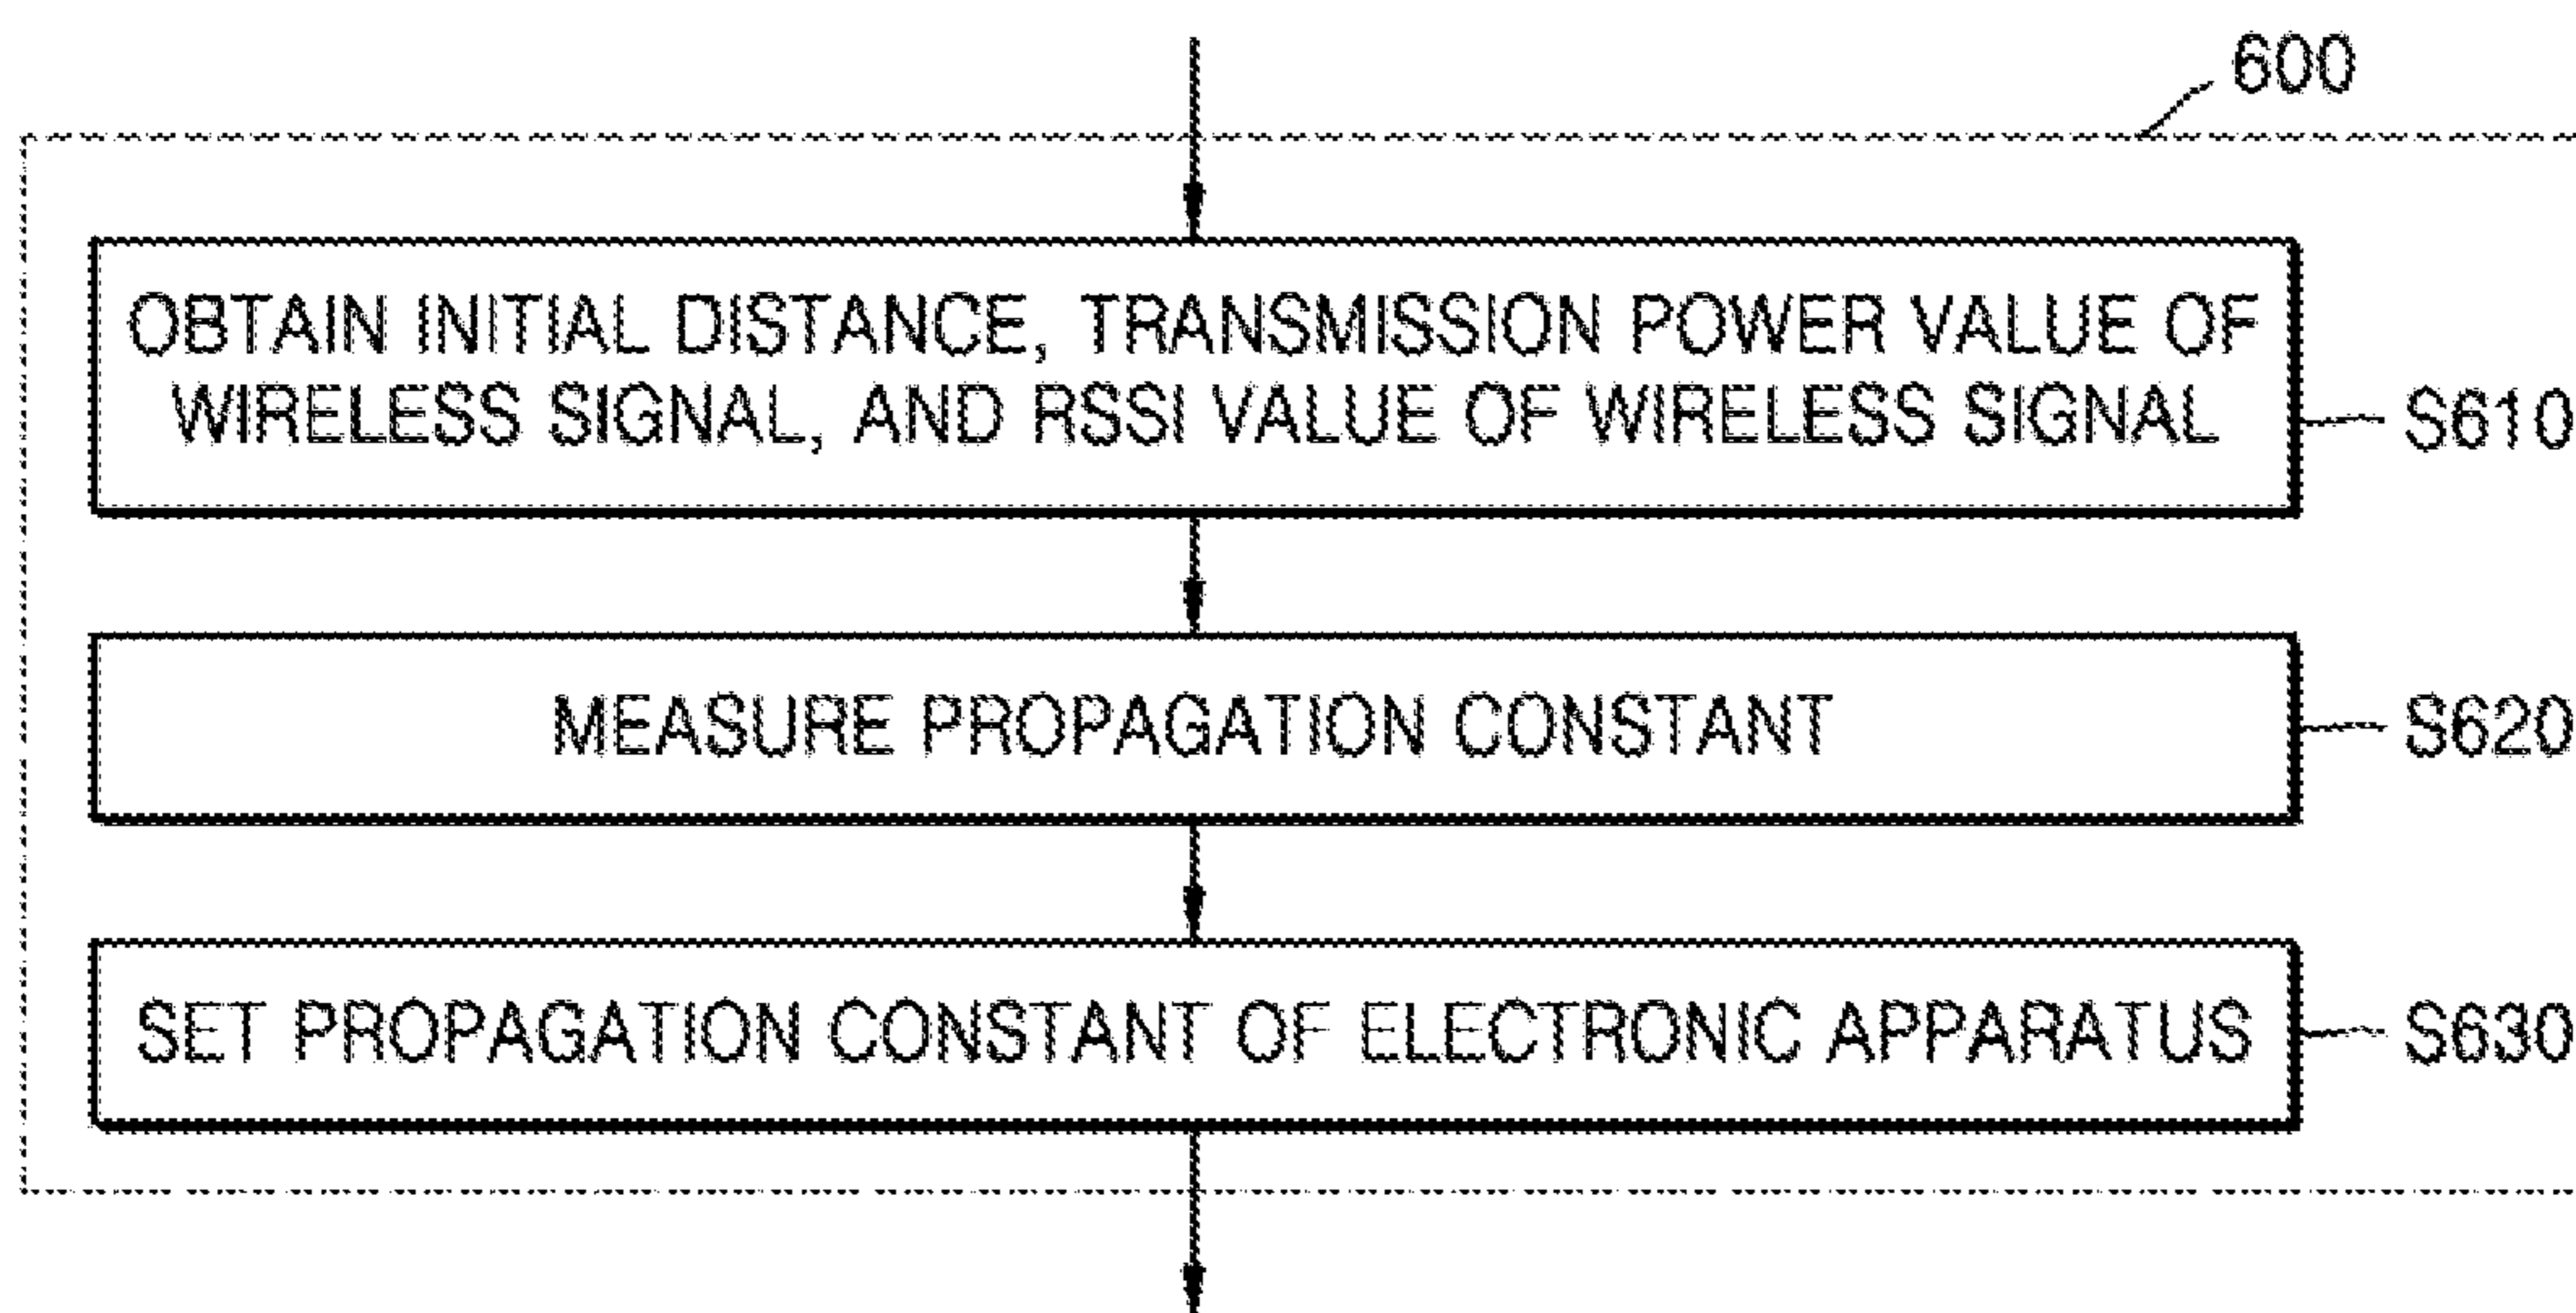 600
OBTAIN INITIAL DISTANCE, TRANSMISSION POWER VALUE OF
WIRELESS SIGNAL, AND RSSI VALUE OF WIRELESS SIGNAL
S610
MEASURE PROPAGATION CONSTANT
S620
SET PROPAGATION CONSTANT OF ELECTRONIC APPARATUS
S630